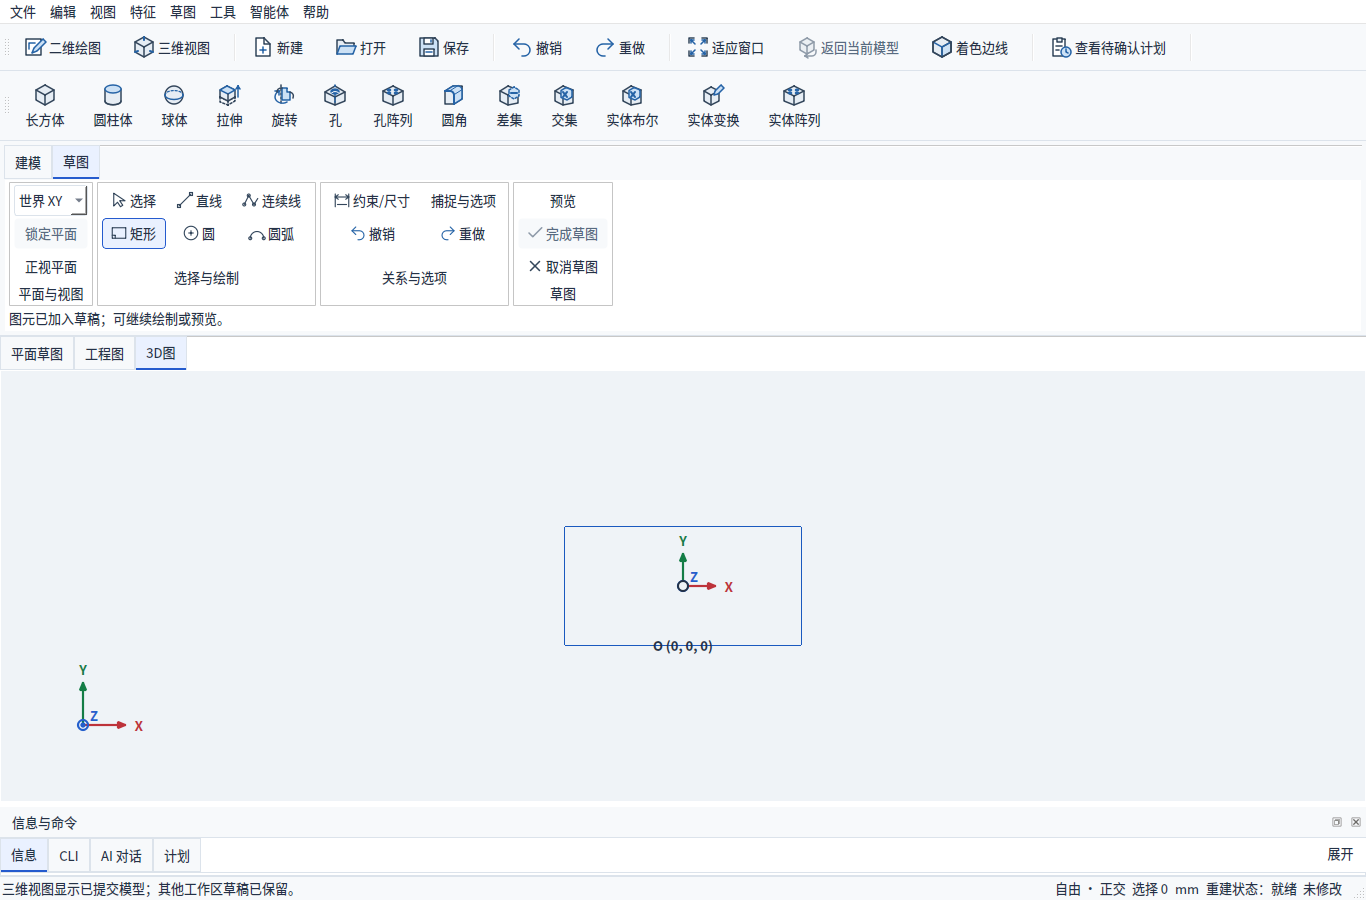 文件 编辑 视图 特征 草图 工具 智能体 帮助
二维绘图 三维视图 新建 打开 保存 撤销 重做 适应窗口 返回当前模型 着色边线 查看待确认计划
长方体 圆柱体 球体 拉伸 旋转 孔 孔阵列 圆角 差集 交集 实体布尔 实体变换 实体阵列
建模 草图
世界 XY 选择 直线 连续线 约束/尺寸 捕捉与选项 预览
锁定平面 矩形 圆 圆弧 撤销 重做 完成草图
正视平面 取消草图
选择与绘制 关系与选项
平面与视图 草图
图元已加入草稿；可继续绘制或预览。
平面草图 工程图 3D图
Y
Z
X
O (0, 0, 0)
Y
Z
X
信息与命令
信息 CLI AI 对话 计划 展开
三维视图显示已提交模型；其他工作区草稿已保留。 自由 · 正交 选择 0 mm 重建状态：就绪 未修改